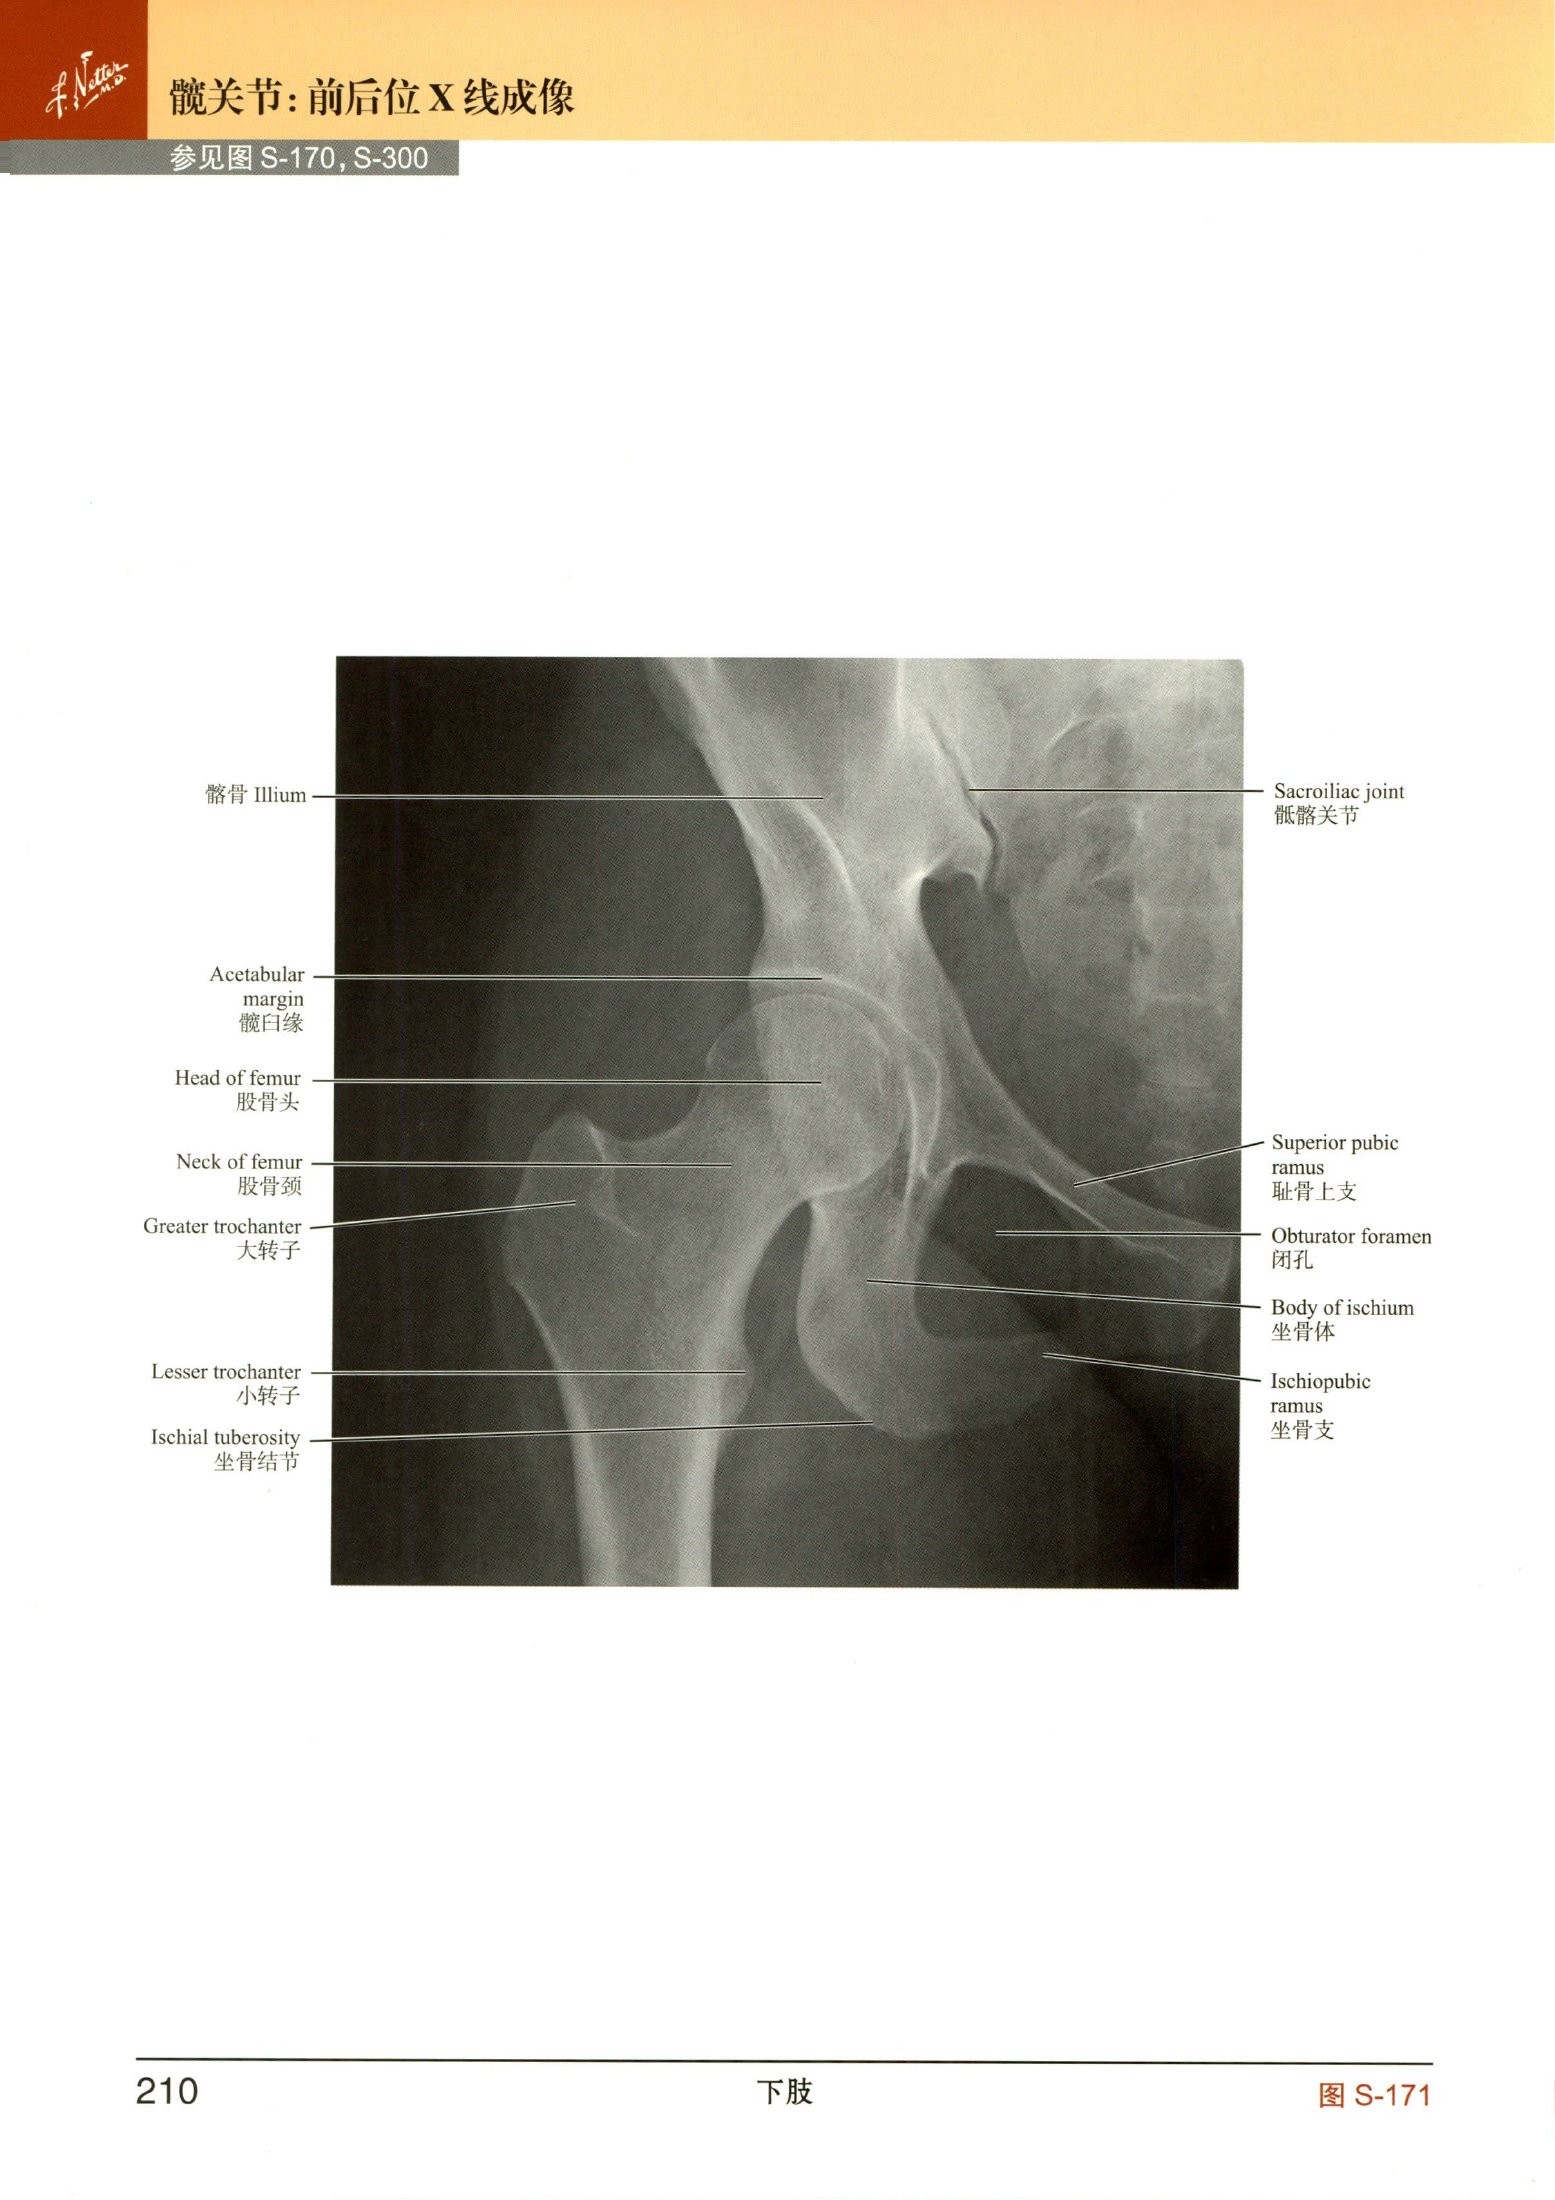 F. Netter M.D.
髋关节：前后位 X 线成像
参见图 S-170, S-300
髂骨 Illium
Acetabular
margin
髋臼缘
Head of femur
股骨头
Neck of femur
股骨颈
Greater trochanter
大转子
Lesser trochanter
小转子
Ischial tuberosity
坐骨结节
Sacroiliac joint
骶髂关节
Superior pubic
ramus
耻骨上支
Obturator foramen
闭孔
Body of ischium
坐骨体
Ischiopubic
ramus
坐骨支
210
下肢
图 S-171